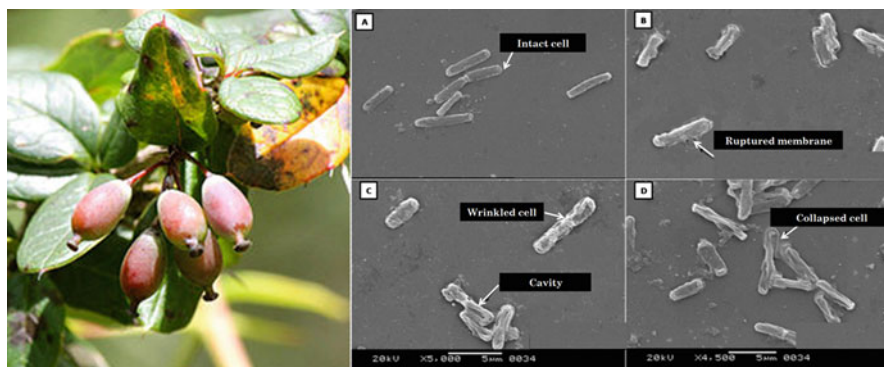 A
Intact cell
B
Ruptured membrane
C
Wrinkled cell
Cavity
20kU X5,000 5μm 0034
D
Collapsed cell
20kU X4,500 5μm 0034